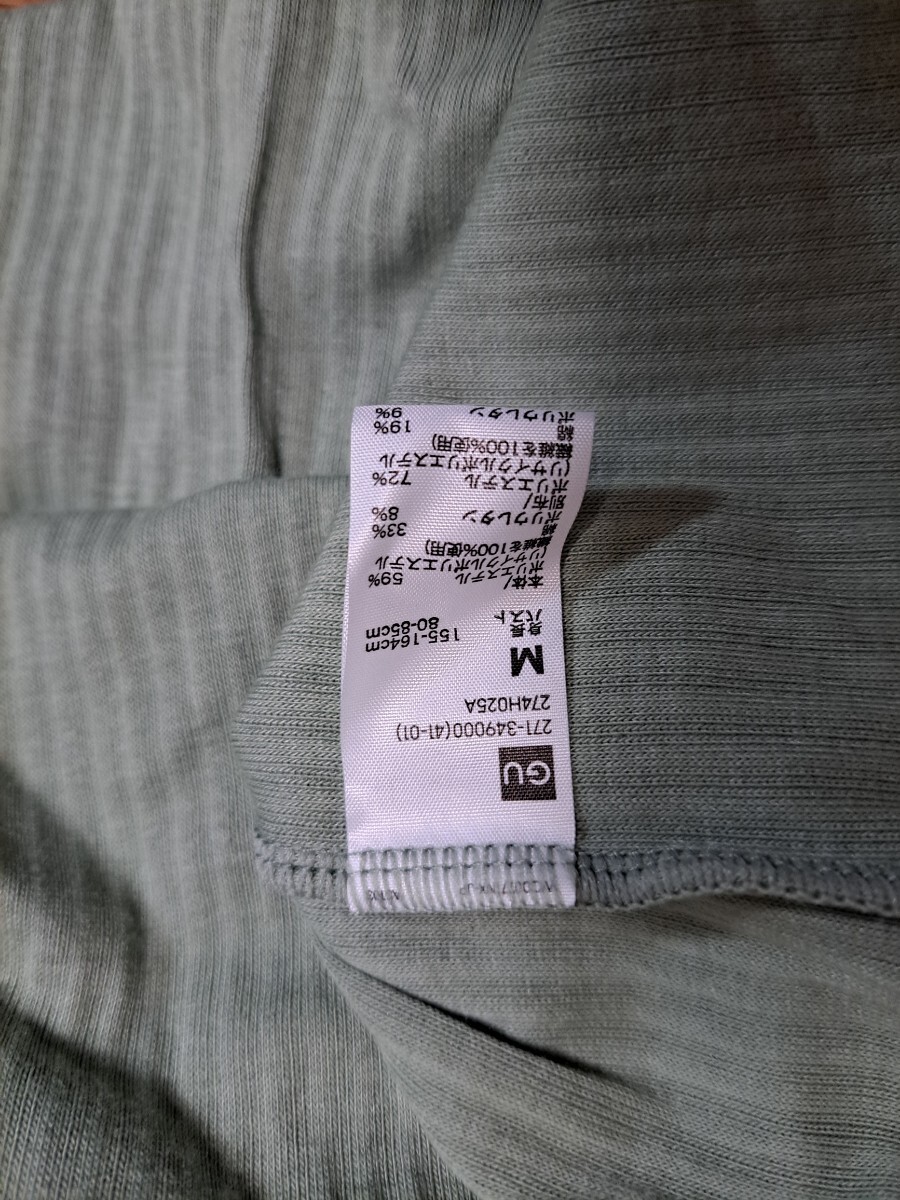 GU
271-349000(41-01)
274H025A
M
身長 155-164cm
バスト 80-85cm
本体/
ポリエステル 59%
(リサイクルポリエステル
繊維を100%使用)
綿 33%
ポリウレタン 8%
別布/
ポリエステル 72%
(リサイクルポリエステル
繊維を100%使用)
綿 19%
ポリウレタン 9%